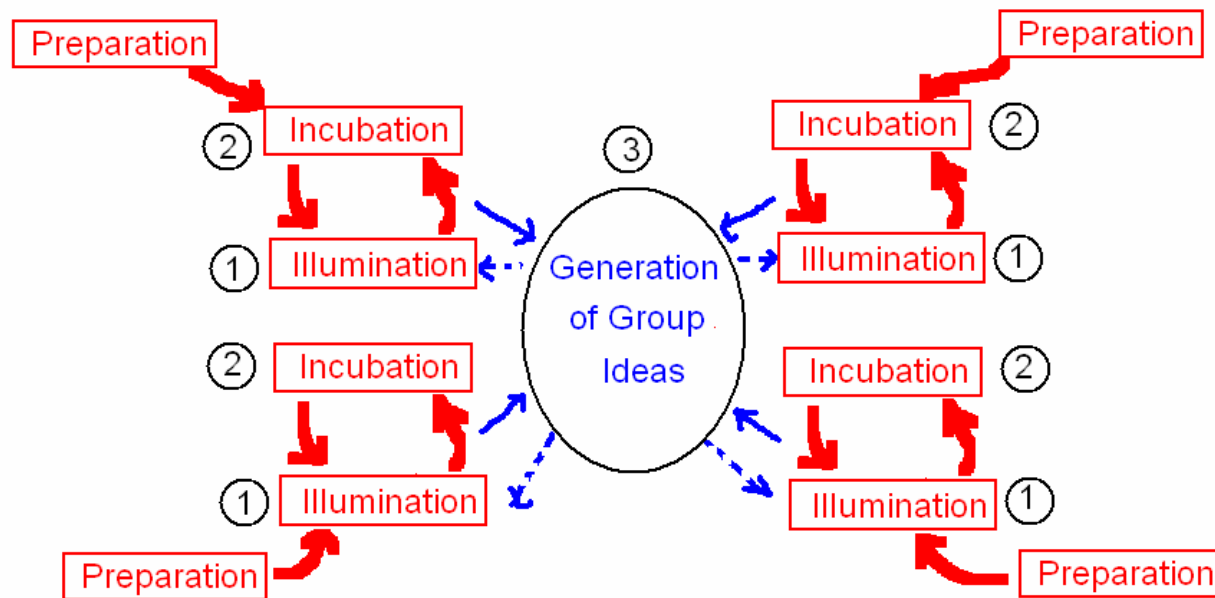 Preparation
Preparation
Incubation
2
Incubation
2
3
Illumination
1
Illumination
1
Generation
of Group
Ideas
Incubation
2
Incubation
2
Illumination
1
Illumination
1
Preparation
Preparation